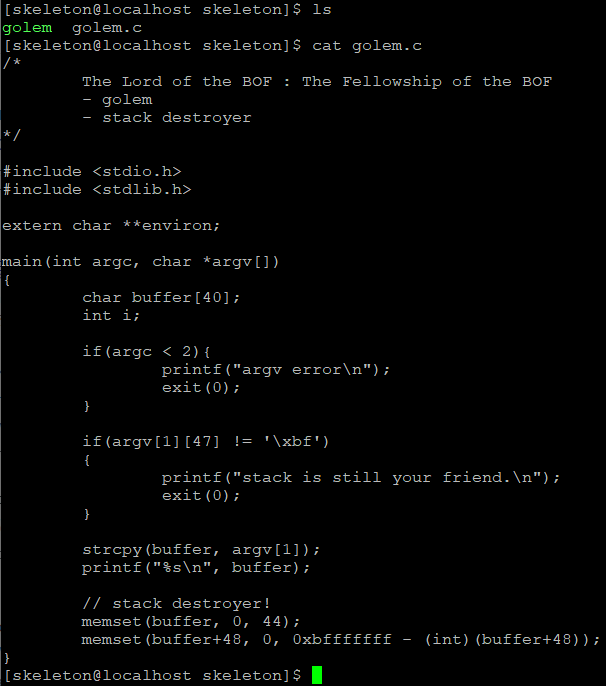 [skeleton@localhost skeleton]$ ls
golem  golem.c
[skeleton@localhost skeleton]$ cat golem.c
/*
        The Lord of the BOF : The Fellowship of the BOF
        - golem
        - stack destroyer
*/

#include <stdio.h>
#include <stdlib.h>

extern char **environ;

main(int argc, char *argv[])
{
        char buffer[40];
        int i;

        if(argc < 2){
                printf("argv error\n");
                exit(0);
        }

        if(argv[1][47] != '\xbf')
        {
                printf("stack is still your friend.\n");
                exit(0);
        }

        strcpy(buffer, argv[1]);
        printf("%s\n", buffer);

        // stack destroyer!
        memset(buffer, 0, 44);
        memset(buffer+48, 0, 0xbfffffff - (int)(buffer+48));
}
[skeleton@localhost skeleton]$